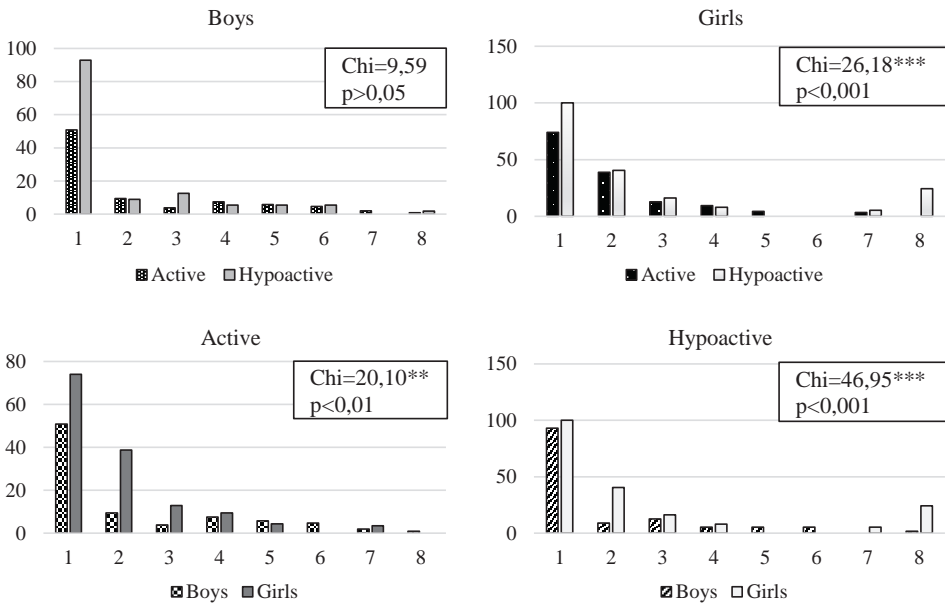 Boys
100
80
60
40
20
0
Chi=9,59
p>0,05
1 2 3 4 5 6 7 8
Active Hypoactive
Girls
150
100
50
0
Chi=26,18***
p<0,001
1 2 3 4 5 6 7 8
Active Hypoactive
Active
80
60
40
20
0
Chi=20,10**
p<0,01
1 2 3 4 5 6 7 8
Boys Girls
Hypoactive
150
100
50
0
Chi=46,95***
p<0,001
1 2 3 4 5 6 7 8
Boys Girls